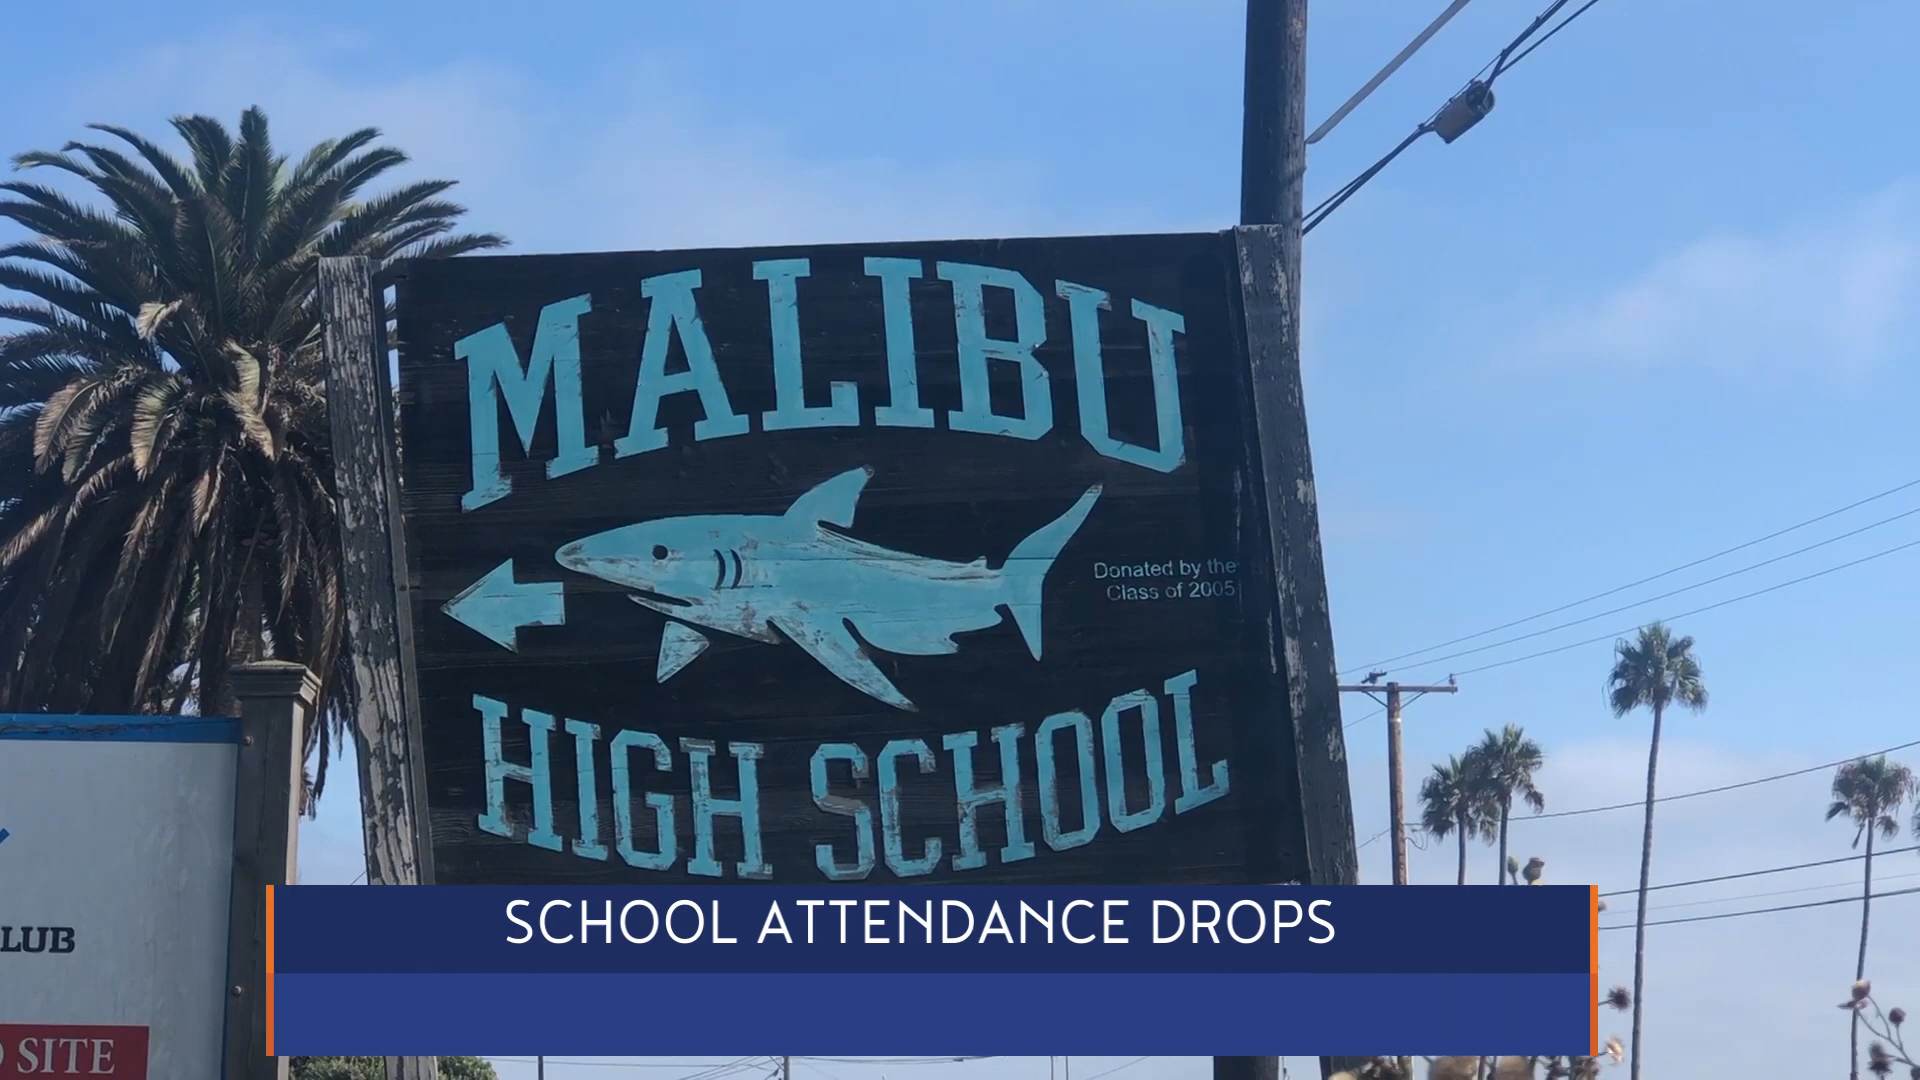 MALIBU
Donated by the
Class of 2005
HIGH SCHOOL
SCHOOL ATTENDANCE DROPS
LUB
SITE